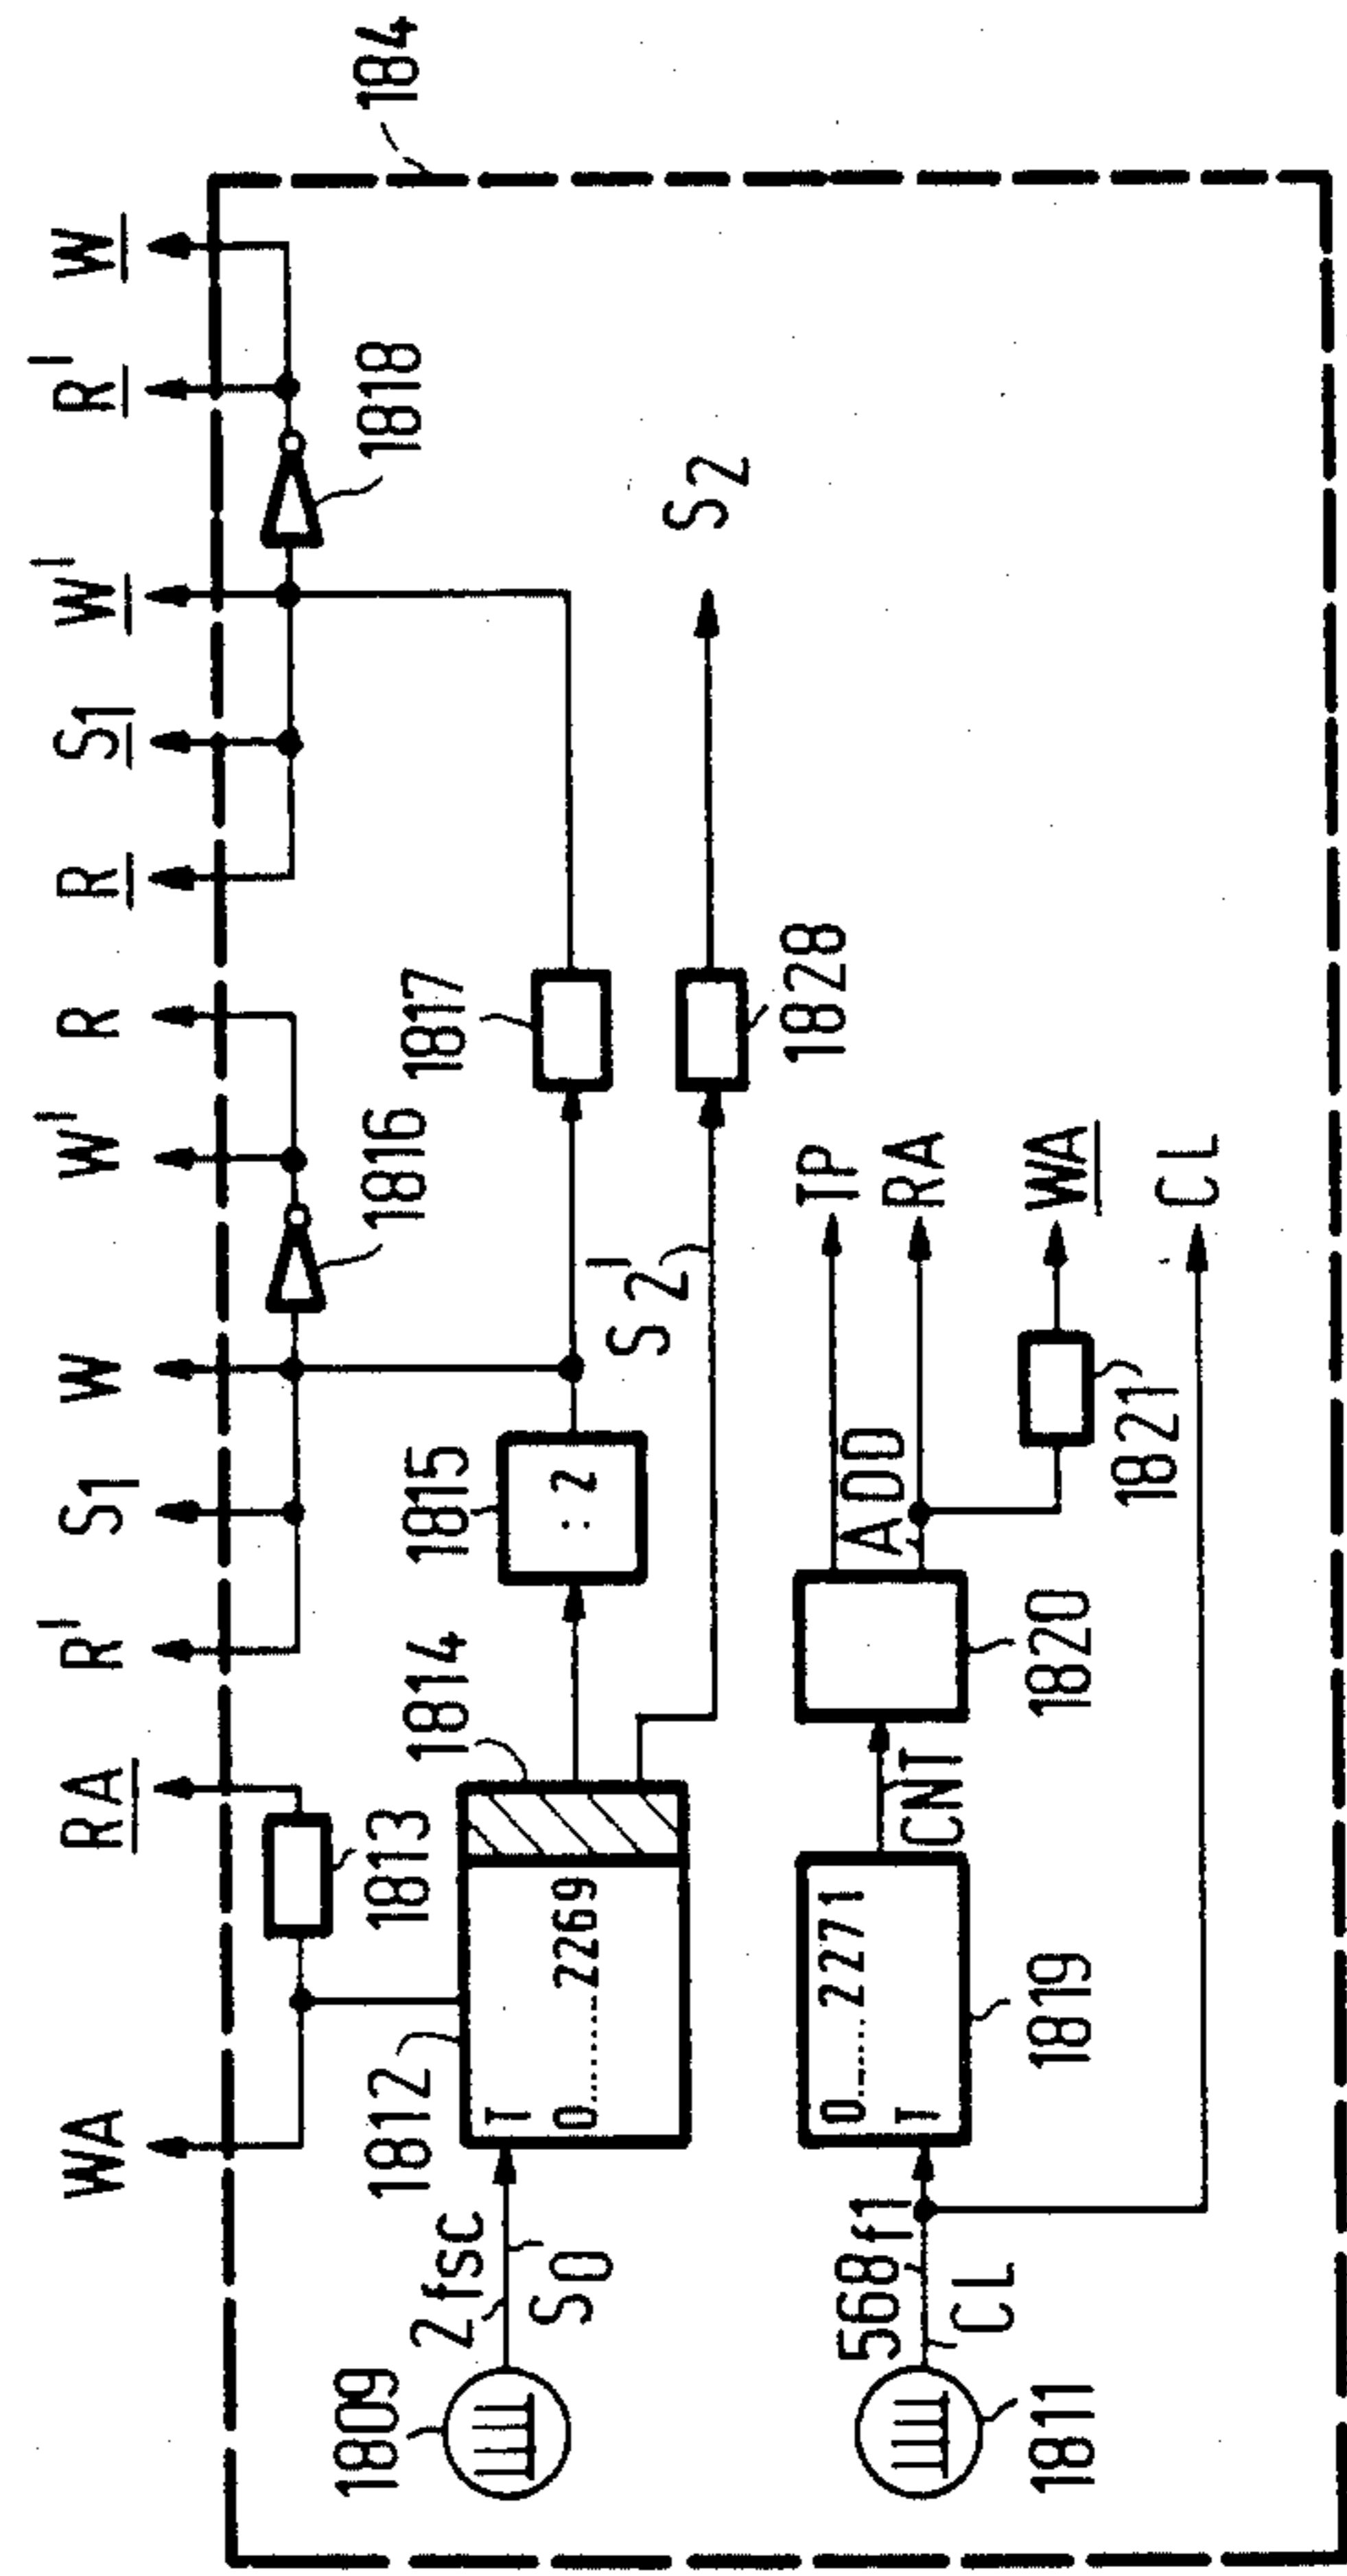 WA
RA
R'
S1
W
W'
R
R
S1
W'
R'
W
184
1813
1816
1818
1812
1814
1815
1817
1809
2fsc
S0
T
0........2269
: 2
S2'
1828
S2
568f1
CL
1811
0......2271
T
1819
CNT
1820
ADD
TP
RA
WA
1821
CL